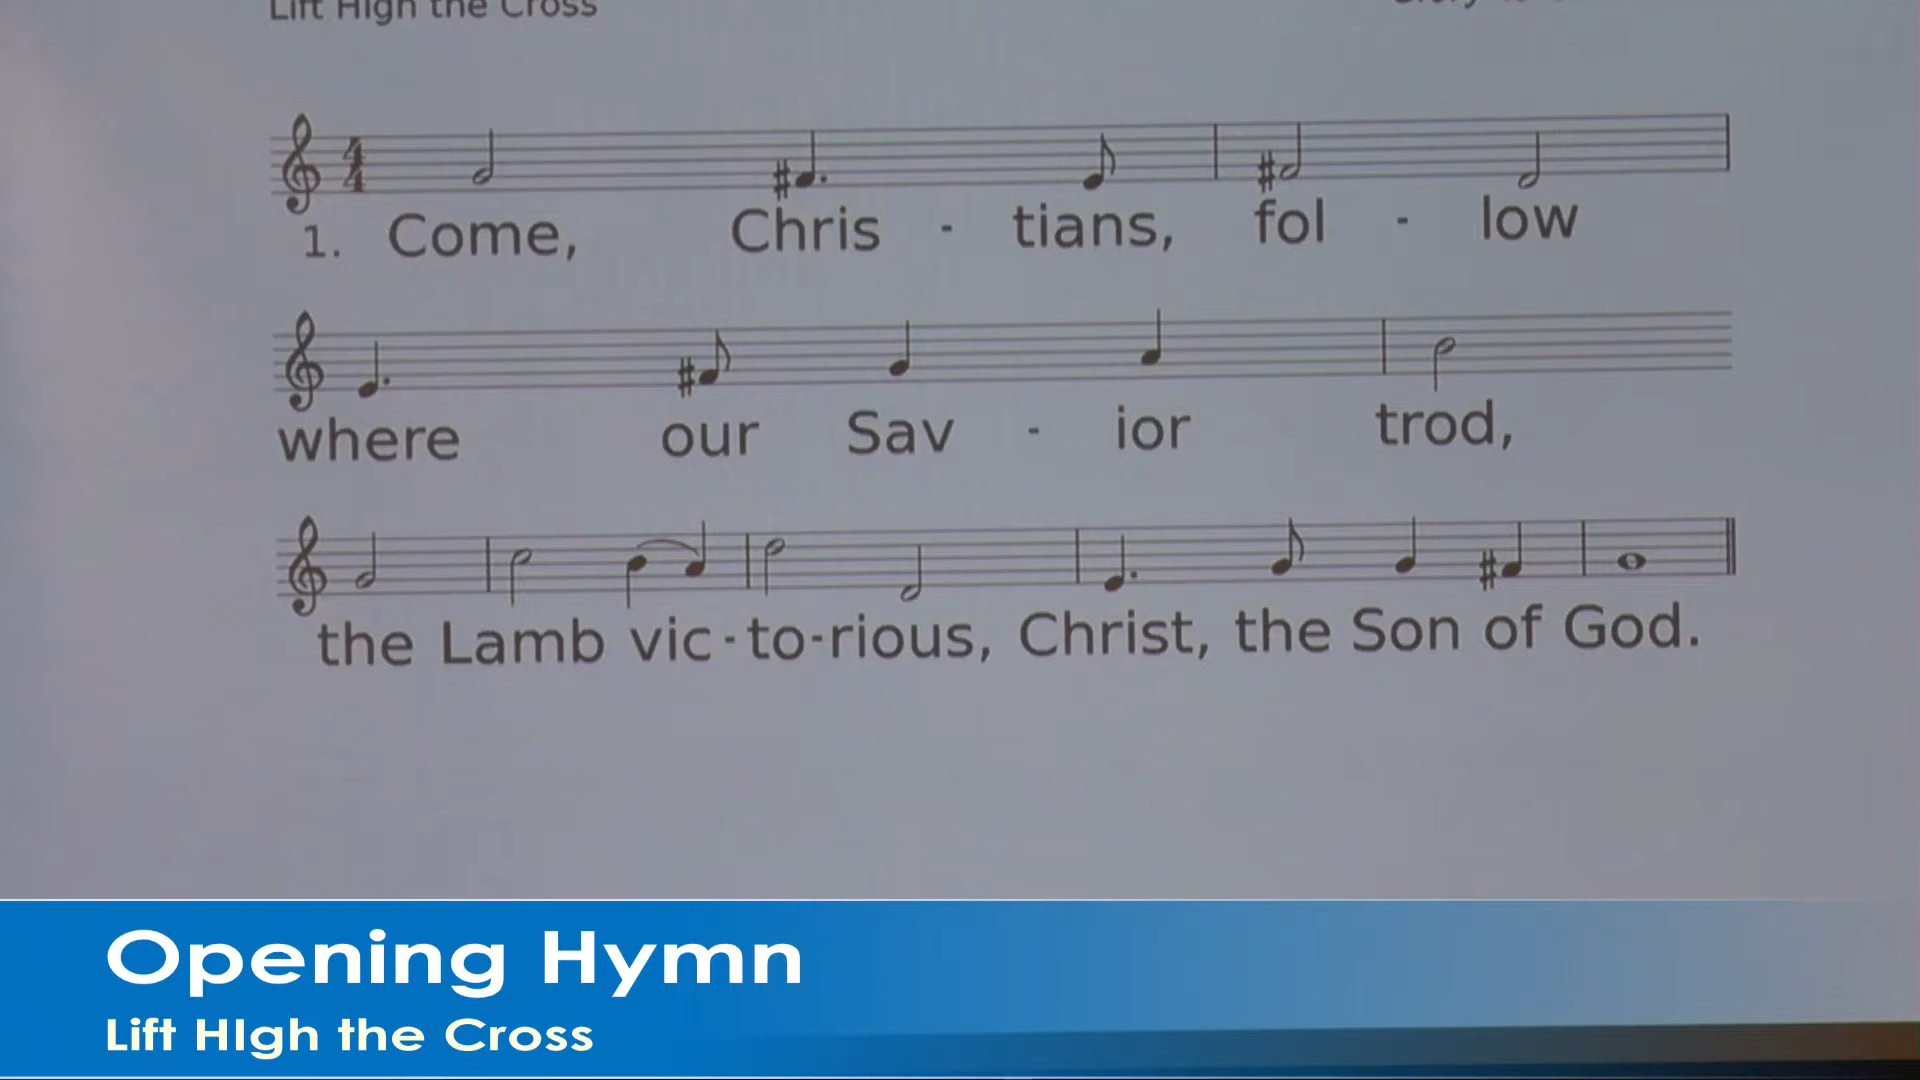 Lift HIgh the Cross
1. Come, Chris - tians, fol - low
where our Sav - ior trod,
the Lamb vic - to - rious, Christ, the Son of God.
Opening Hymn
Lift HIgh the Cross